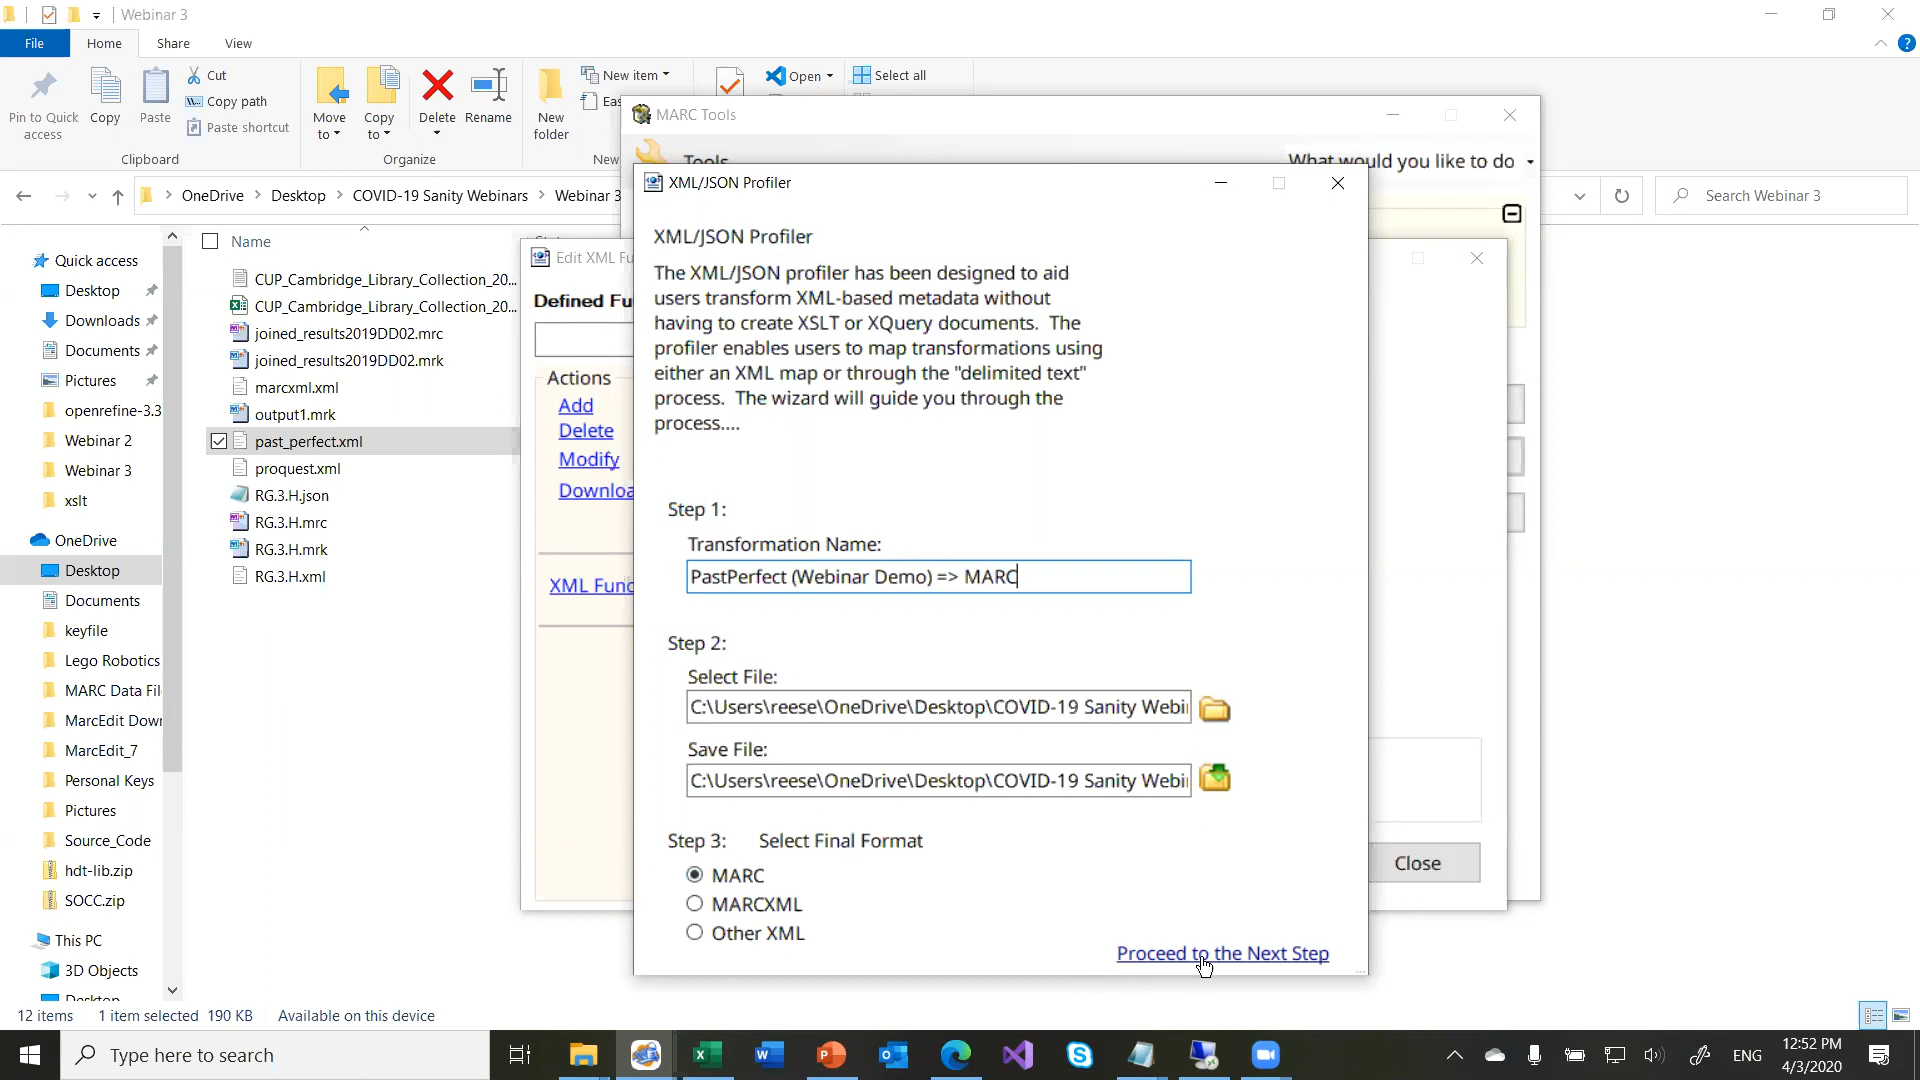 Webinar 3
File
Home
Share
View
Pin to Quick
access
Copy
Paste
Cut
Copy path
Paste shortcut
Clipboard
Move
to
Copy
to
Delete
Rename
Organize
New
folder
New item
New
Open
Select all
OneDrive
Desktop
COVID-19 Sanity Webinars
Webinar 3
Search Webinar 3
Quick access
Desktop
Downloads
Documents
Pictures
openrefine-3.3
Webinar 2
Webinar 3
xslt
OneDrive
Desktop
Documents
keyfile
Lego Robotics
MARC Data Fil
MarcEdit Dow
MarcEdit_7
Personal Keys
Pictures
Source_Code
hdt-lib.zip
SOCC.zip
This PC
3D Objects
Desktop
Name
CUP_Cambridge_Library_Collection_20...
CUP_Cambridge_Library_Collection_20...
joined_results2019DD02.mrc
joined_results2019DD02.mrk
marcxml.xml
output1.mrk
past_perfect.xml
proquest.xml
RG.3.H.json
RG.3.H.mrc
RG.3.H.mrk
RG.3.H.xml
12 items
1 item selected 190 KB
Available on this device
MARC Tools
Tools
What would you like to do
Edit XML Fu
Defined Fu
Actions
Add
Delete
Modify
Downloa
XML Func
Close
XML/JSON Profiler
XML/JSON Profiler
The XML/JSON profiler has been designed to aid
users transform XML-based metadata without
having to create XSLT or XQuery documents. The
profiler enables users to map transformations using
either an XML map or through the "delimited text"
process. The wizard will guide you through the
process....
Step 1:
Transformation Name:
PastPerfect (Webinar Demo) => MARC
Step 2:
Select File:
C:\Users\reese\OneDrive\Desktop\COVID-19 Sanity Webi
Save File:
C:\Users\reese\OneDrive\Desktop\COVID-19 Sanity Webi
Step 3: Select Final Format
MARC
MARCXML
Other XML
Proceed to the Next Step
Type here to search
ENG
12:52 PM
4/3/2020